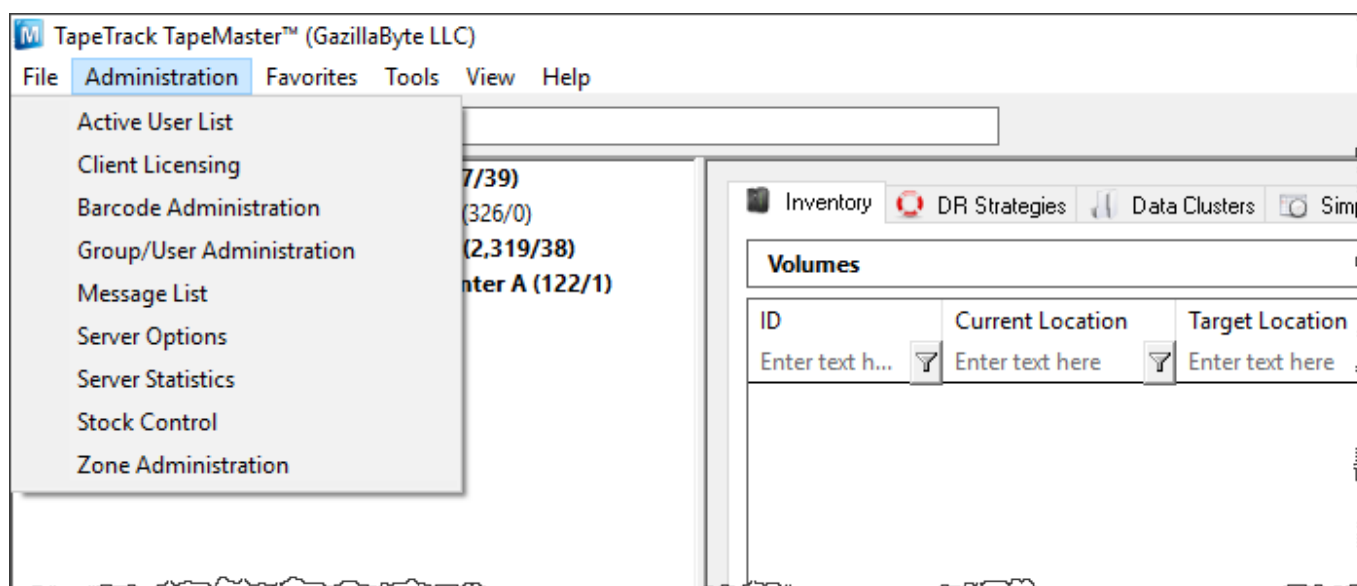 TapeTrack TapeMaster™ (GazillaByte LLC)
File Administration Favorites Tools View Help
Active User List
Client Licensing
Barcode Administration
Group/User Administration
Message List
Server Options
Server Statistics
Stock Control
Zone Administration
7/39)
(326/0)
(2,319/38)
nter A (122/1)
Inventory DR Strategies Data Clusters Simp
Volumes
ID Current Location Target Location
Enter text h... Enter text here Enter text here